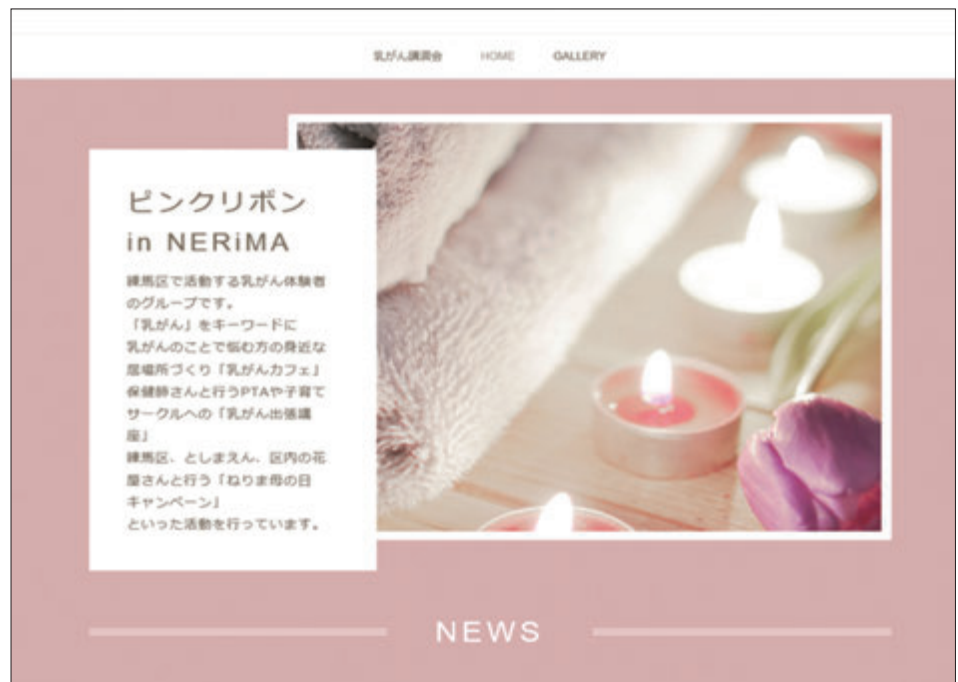 乳がん講演会 HOME GALLERY
ピンクリボン
in NERiMA
練馬区で活動する乳がん体験者
のグループです。
「乳がん」をキーワードに
乳がんのことで悩む方の身近な
居場所づくり「乳がんカフェ」
保健師さんと行うPTAや子育て
サークルへの「乳がん出張講
座」
練馬区、としまえん、区内の花
屋さんと行う「ねりま母の日
キャンペーン」
といった活動を行っています。
NEWS